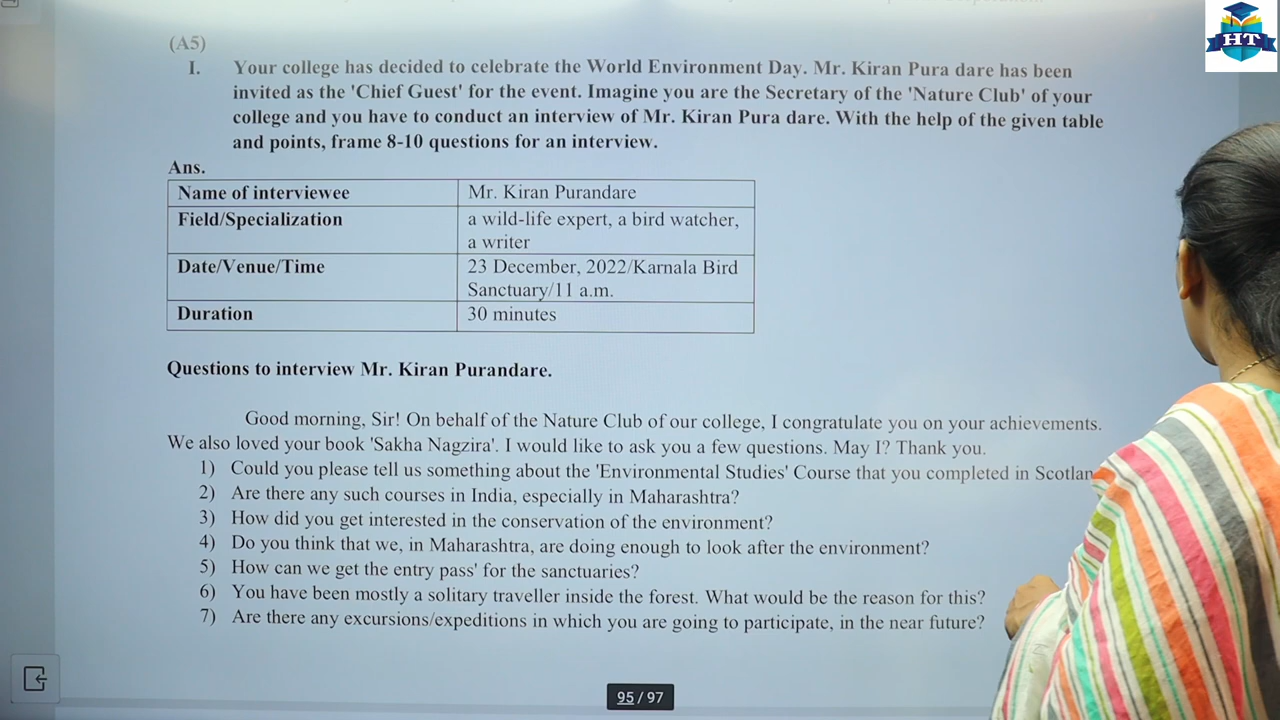 HT
(A5)
I. Your college has decided to celebrate the World Environment Day. Mr. Kiran Pura dare has been
invited as the 'Chief Guest' for the event. Imagine you are the Secretary of the 'Nature Club' of your
college and you have to conduct an interview of Mr. Kiran Pura dare. With the help of the given table
and points, frame 8-10 questions for an interview.
Ans.
Name of interviewee Mr. Kiran Purandare
Field/Specialization a wild-life expert, a bird watcher,
a writer
Date/Venue/Time 23 December, 2022/Karnala Bird
Sanctuary/11 a.m.
Duration 30 minutes
Questions to interview Mr. Kiran Purandare.
Good morning, Sir! On behalf of the Nature Club of our college, I congratulate you on your achievements.
We also loved your book 'Sakha Nagzira'. I would like to ask you a few questions. May I? Thank you.
1) Could you please tell us something about the 'Environmental Studies' Course that you completed in Scotlan
2) Are there any such courses in India, especially in Maharashtra?
3) How did you get interested in the conservation of the environment?
4) Do you think that we, in Maharashtra, are doing enough to look after the environment?
5) How can we get the entry pass' for the sanctuaries?
6) You have been mostly a solitary traveller inside the forest. What would be the reason for this?
7) Are there any excursions/expeditions in which you are going to participate, in the near future?
95 / 97